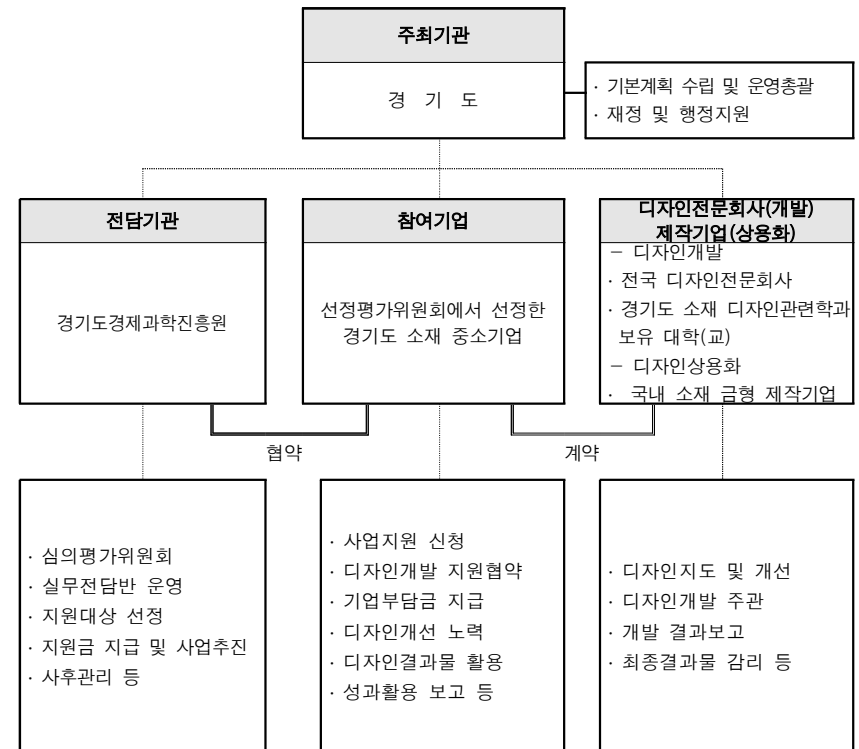 주최기관
경 기 도
· 기본계획 수립 및 운영총괄
· 재정 및 행정지원
전담기관
경기도경제과학진흥원
참여기업
선정평가위원회에서 선정한
경기도 소재 중소기업
디자인전문회사(개발)
제작기업(상용화)
- 디자인개발
· 전국 디자인전문회사
· 경기도 소재 디자인관련학과
보유 대학(교)
- 디자인상용화
· 국내 소재 금형 제작기업
협약
계약
· 심의평가위원회
· 실무전담반 운영
· 지원대상 선정
· 지원금 지급 및 사업추진
· 사후관리 등
· 사업지원 신청
· 디자인개발 지원협약
· 기업부담금 지급
· 디자인개선 노력
· 디자인결과물 활용
· 성과활용 보고 등
· 디자인지도 및 개선
· 디자인개발 주관
· 개발 결과보고
· 최종결과물 감리 등